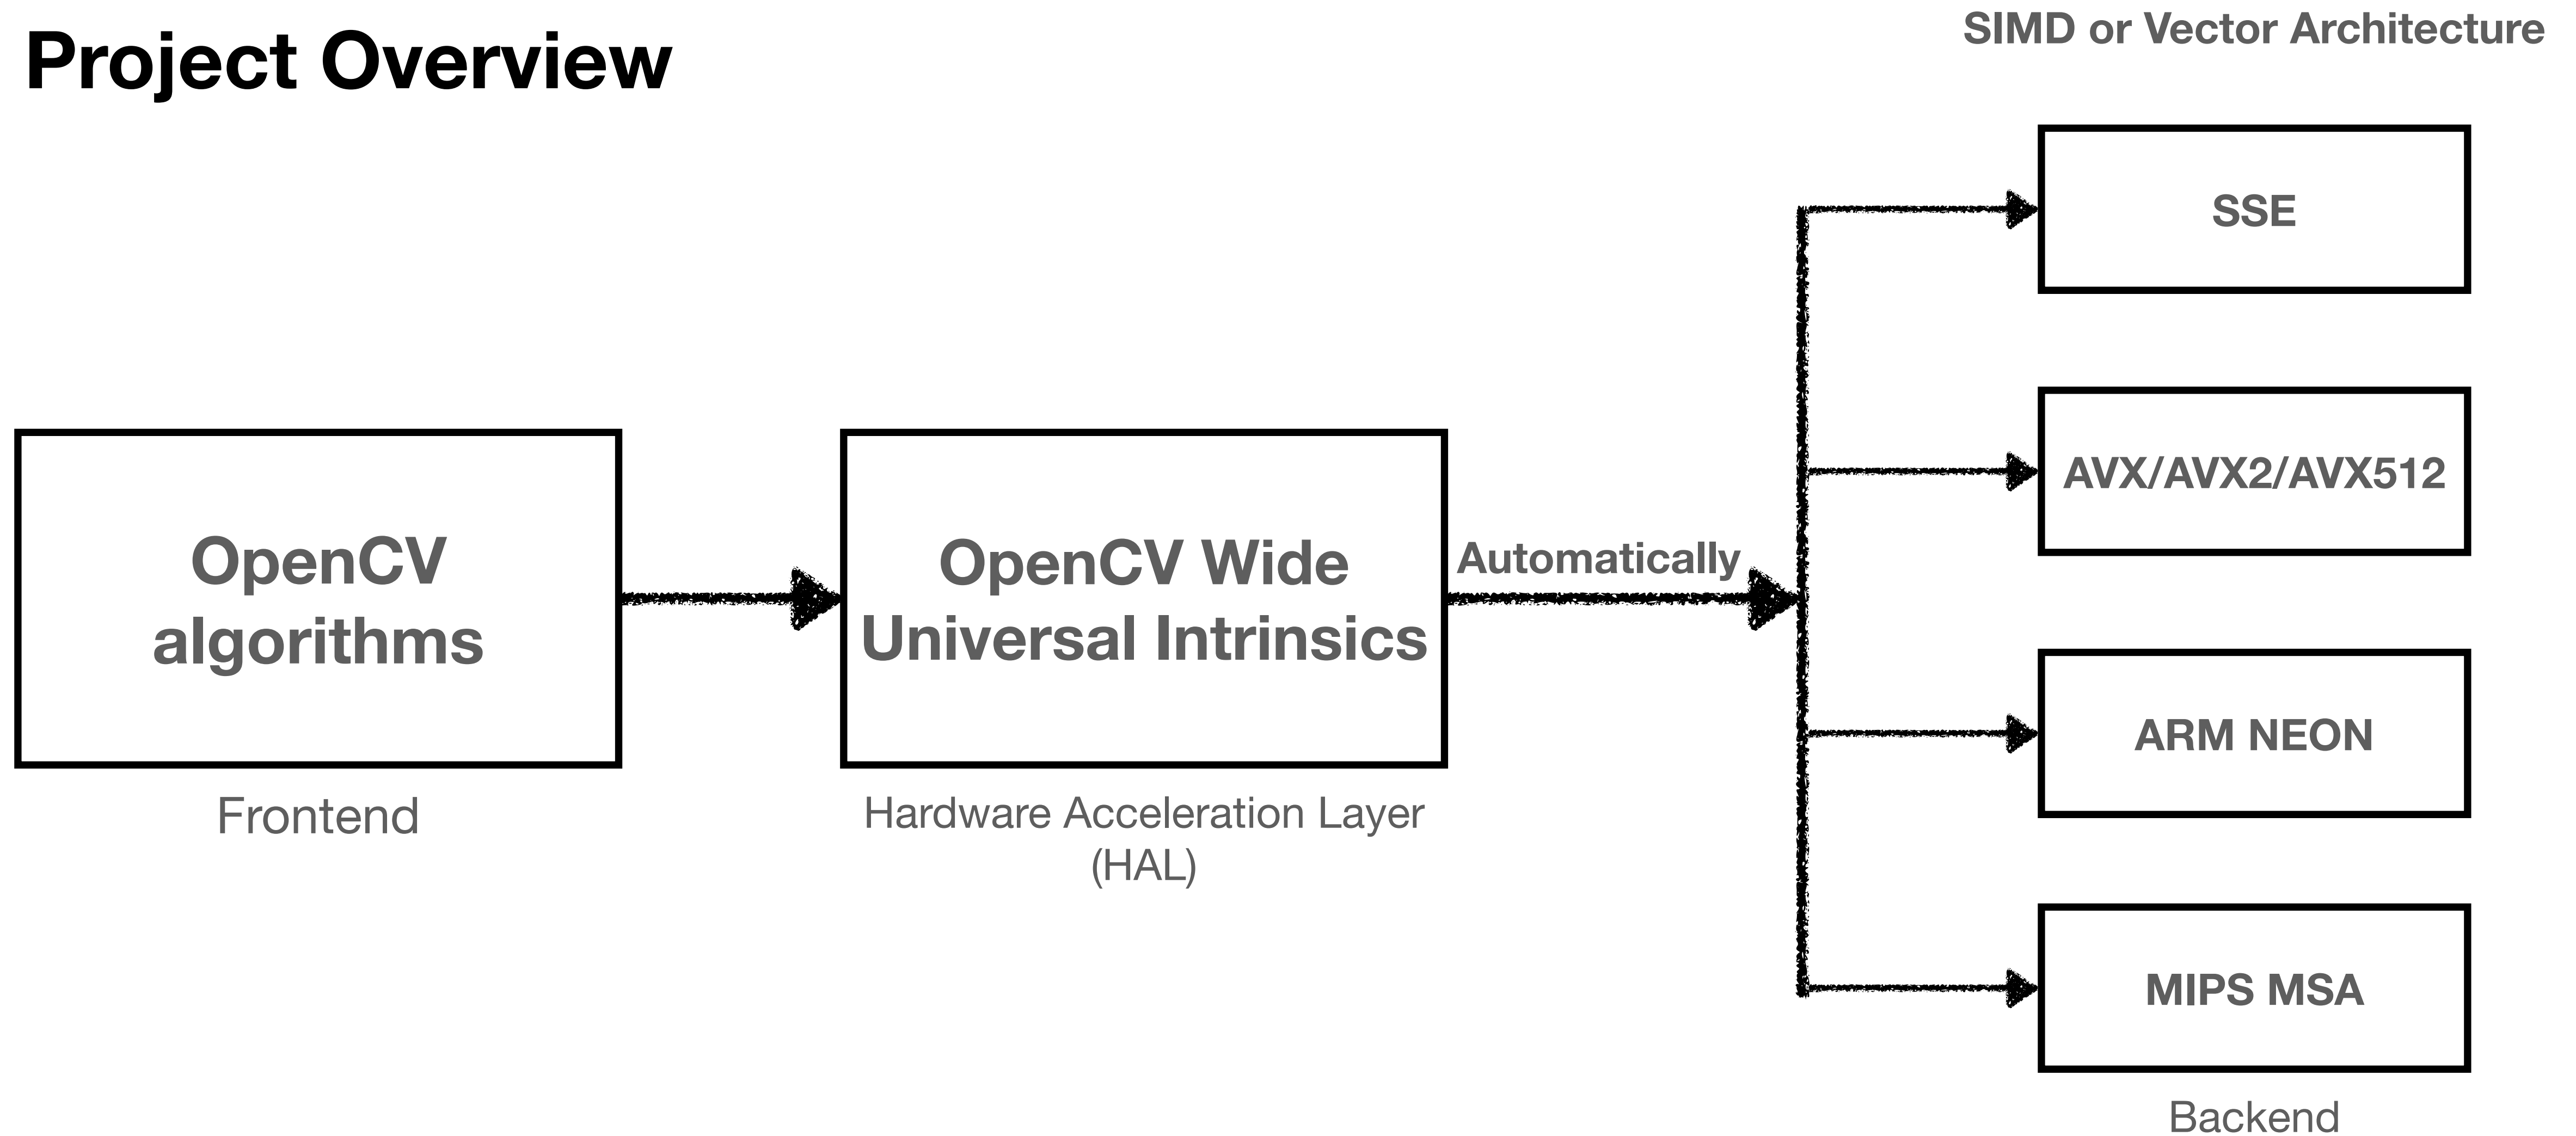 Project Overview
SIMD or Vector Architecture
OpenCV
algorithms
Frontend
OpenCV Wide
Universal Intrinsics
Hardware Acceleration Layer
(HAL)
Automatically
SSE
AVX/AVX2/AVX512
ARM NEON
MIPS MSA
Backend